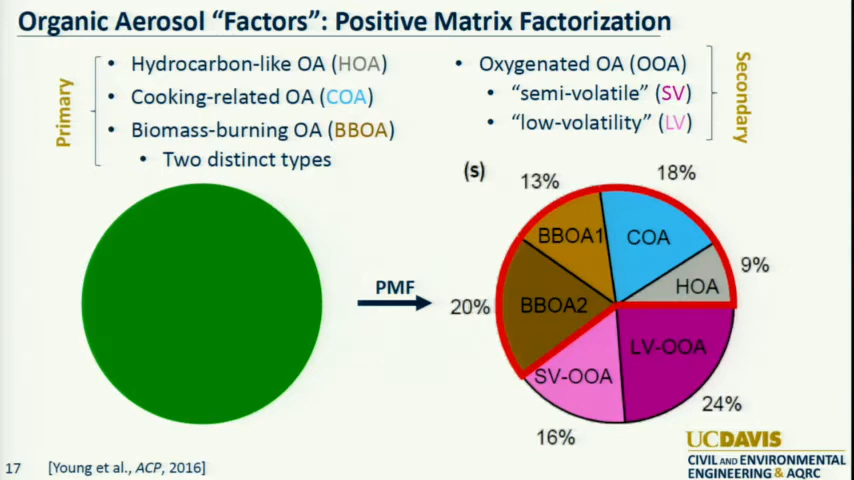 Organic Aerosol “Factors”: Positive Matrix Factorization
Primary
• Hydrocarbon-like OA (HOA)
• Cooking-related OA (COA)
• Biomass-burning OA (BBOA)
• Two distinct types
• Oxygenated OA (OOA)
• “semi-volatile” (SV)
• “low-volatility” (LV)
Secondary
(s)
13%
18%
9%
20%
16%
24%
BBOA1
COA
HOA
BBOA2
LV-OOA
SV-OOA
PMF
17 [Young et al., ACP, 2016]
UCDAVIS
CIVIL AND ENVIRONMENTAL
ENGINEERING & AQRC